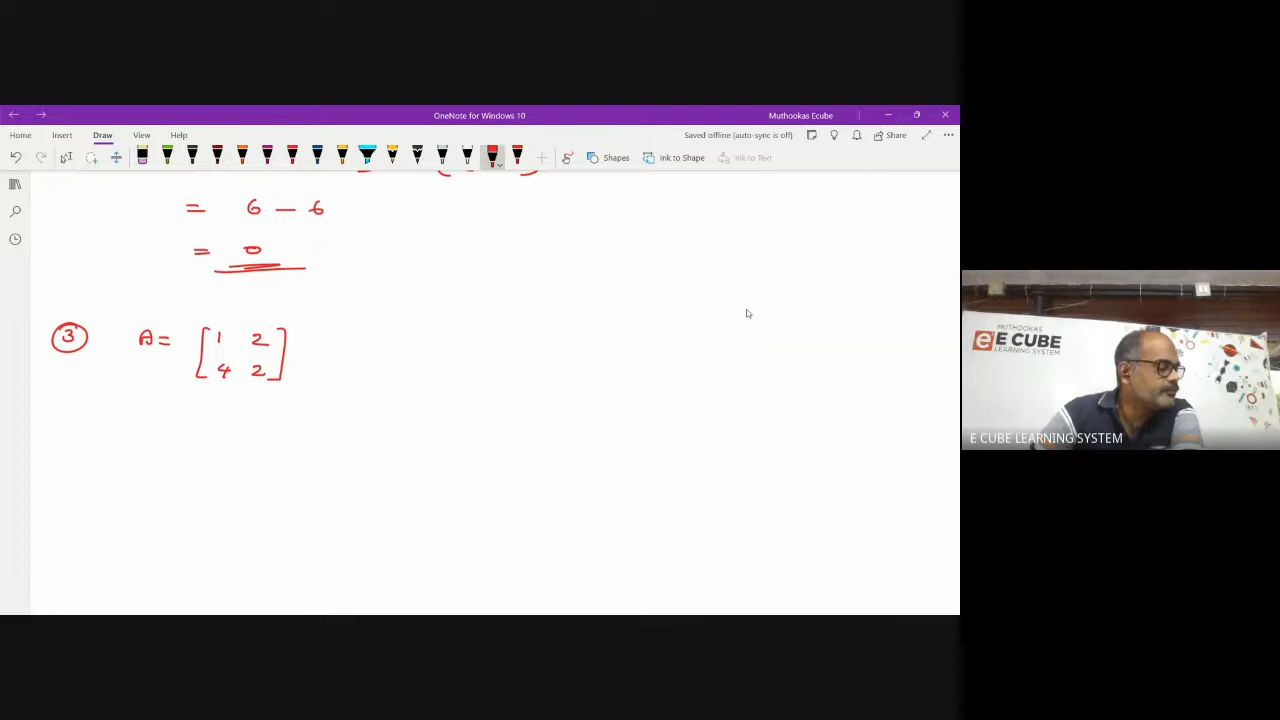 OneNote for Windows 10
Muthookas Ecube
Home Insert Draw View Help
Saved offline (auto-sync is off)
Share
Shapes
Ink to Shape
Ink to Text
= 6 - 6
= 0
3 A = [ 1 2
4 2 ]
MUTHOOKAS
e E CUBE
LEARNING SYSTEM
E CUBE LEARNING SYSTEM